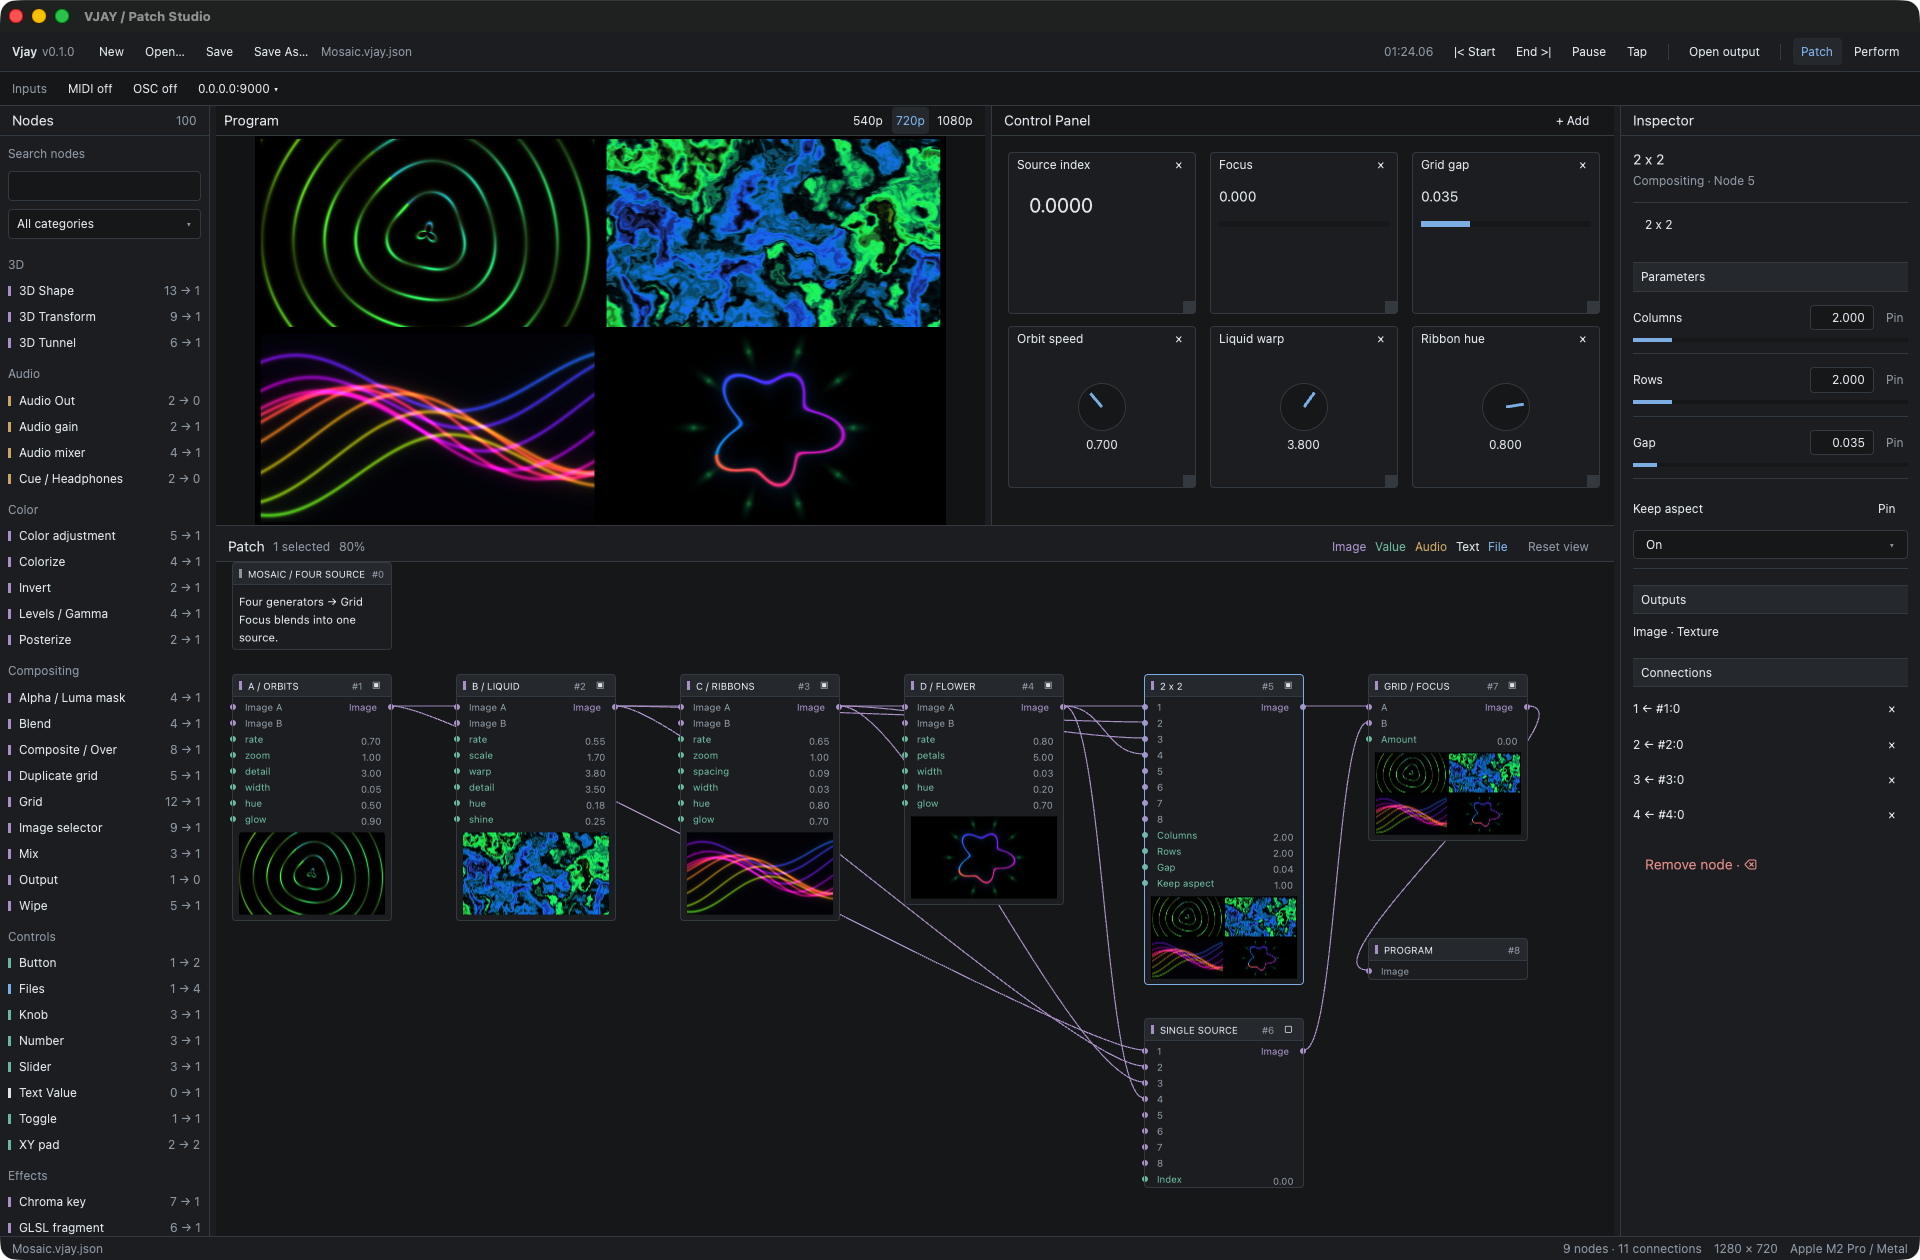 VJAY / Patch Studio
Vjay v0.1.0 New Open... Save Save As... Mosaic.vjay.json 01:24.06 |< Start End >| Pause Tap Open output Patch Perform
Inputs MIDI off OSC off 0.0.0.0:9000
Nodes 100
Search nodes
All categories
3D
3D Shape 13 → 1
3D Transform 9 → 1
3D Tunnel 6 → 1
Audio
Audio Out 2 → 0
Audio gain 2 → 1
Audio mixer 4 → 1
Cue / Headphones 2 → 0
Color
Color adjustment 5 → 1
Colorize 4 → 1
Invert 2 → 1
Levels / Gamma 4 → 1
Posterize 2 → 1
Compositing
Alpha / Luma mask 4 → 1
Blend 4 → 1
Composite / Over 8 → 1
Duplicate grid 5 → 1
Grid 12 → 1
Image selector 9 → 1
Mix 3 → 1
Output 1 → 0
Wipe 5 → 1
Controls
Button 1 → 2
Files 1 → 4
Knob 3 → 1
Number 3 → 1
Slider 3 → 1
Text Value 0 → 1
Toggle 1 → 1
XY pad 2 → 2
Effects
Chroma key 7 → 1
GLSL fragment 6 → 1
Program 540p 720p 1080p
Control Panel + Add
Source index ×
0.0000
Focus ×
0.000
Grid gap ×
0.035
Orbit speed ×
0.700
Liquid warp ×
3.800
Ribbon hue ×
0.800
Patch 1 selected 80% Image Value Audio Text File Reset view
MOSAIC / FOUR SOURCE #0
Four generators → Grid
Focus blends into one
source.
A / ORBITS #1
Image A Image
Image B
rate 0.70
zoom 1.00
detail 3.00
width 0.05
hue 0.50
glow 0.90
B / LIQUID #2
Image A Image
Image B
rate 0.55
scale 1.70
warp 3.80
detail 3.50
hue 0.18
shine 0.25
C / RIBBONS #3
Image A Image
Image B
rate 0.65
zoom 1.00
spacing 0.09
width 0.03
hue 0.80
glow 0.70
D / FLOWER #4
Image A Image
Image B
rate 0.80
petals 5.00
width 0.03
hue 0.20
glow 0.70
2 x 2 #5
1 Image
2
3
4
5
6
7
8
Columns 2.00
Rows 2.00
Gap 0.04
Keep aspect 1.00
SINGLE SOURCE #6
1 Image
2
3
4
5
6
7
8
Index 0.00
GRID / FOCUS #7
A Image
B
Amount 0.00
PROGRAM #8
Image
Inspector
2 x 2
Compositing · Node 5
2 x 2
Parameters
Columns 2.000 Pin
Rows 2.000 Pin
Gap 0.035 Pin
Keep aspect Pin
On
Outputs
Image · Texture
Connections
1 ← #1:0 ×
2 ← #2:0 ×
3 ← #3:0 ×
4 ← #4:0 ×
Remove node · ⌫
Mosaic.vjay.json 9 nodes · 11 connections 1280 × 720 Apple M2 Pro / Metal